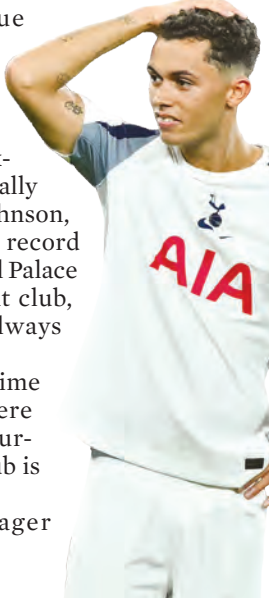 ue
ally
hnson,
record
l Palace
t club,
lways
ime
ere
ur-
b is
ager
AIA